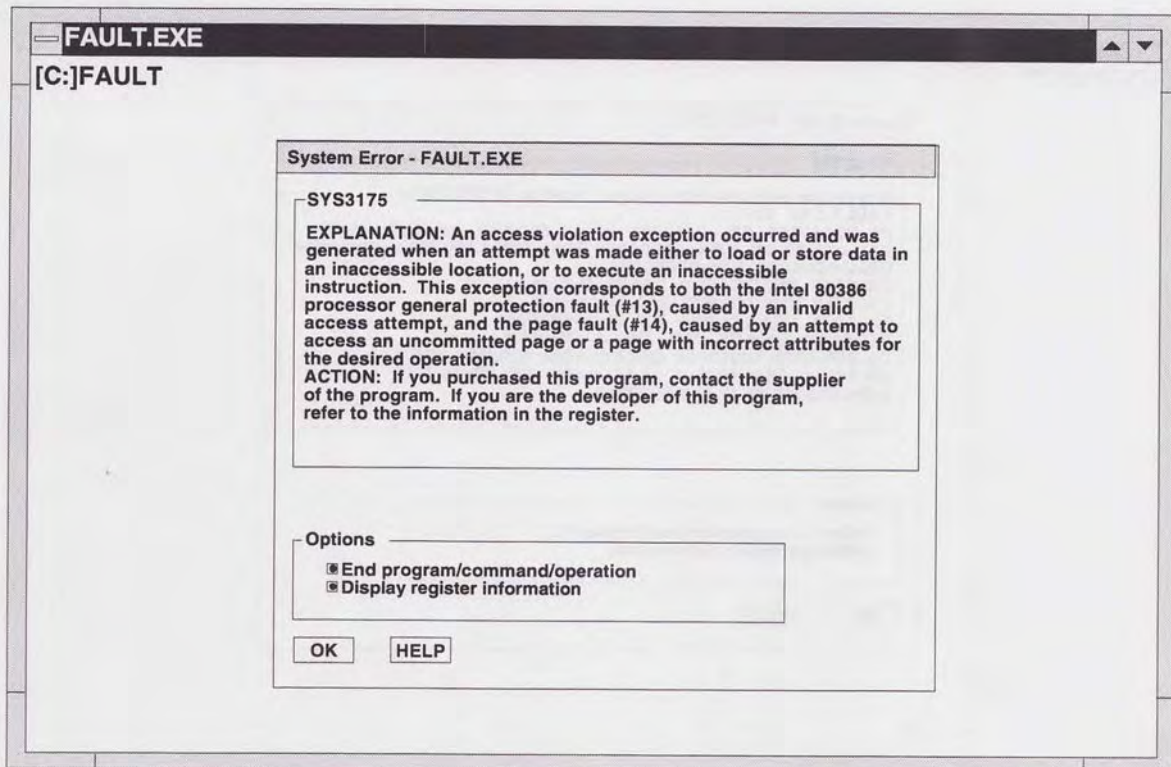 FAULT.EXE
[C:]FAULT
System Error - FAULT.EXE
SYS3175
EXPLANATION: An access violation exception occurred and was
generated when an attempt was made either to load or store data in
an inaccessible location, or to execute an inaccessible
instruction. This exception corresponds to both the Intel 80386
processor general protection fault (#13), caused by an invalid
access attempt, and the page fault (#14), caused by an attempt to
access an uncommitted page or a page with incorrect attributes for
the desired operation.
ACTION: If you purchased this program, contact the supplier
of the program. If you are the developer of this program,
refer to the information in the register.
Options
End program/command/operation
Display register information
OK HELP